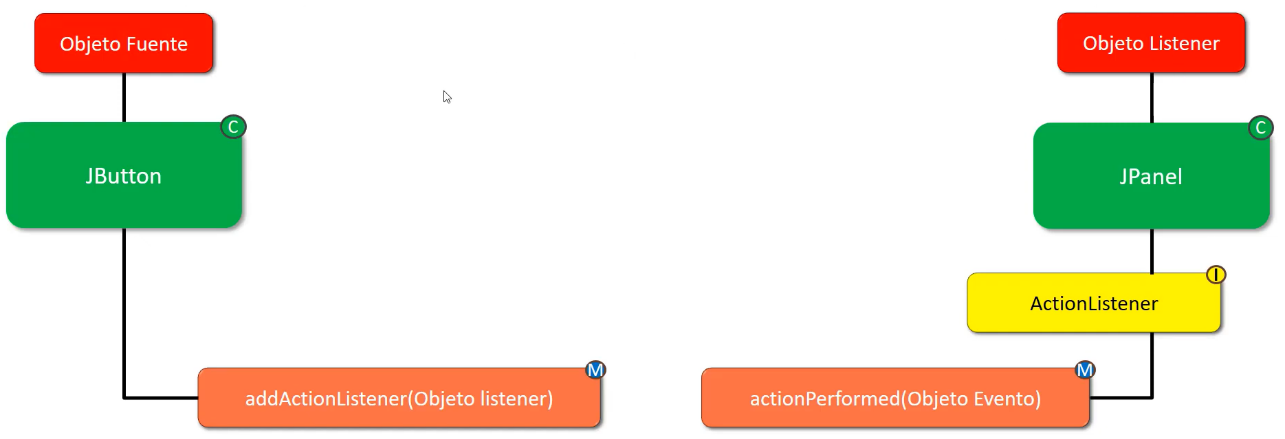 Objeto Fuente
Objeto Listener
C
C
JButton
JPanel
I
ActionListener
M
M
addActionListener(Objeto listener)
actionPerformed(Objeto Evento)